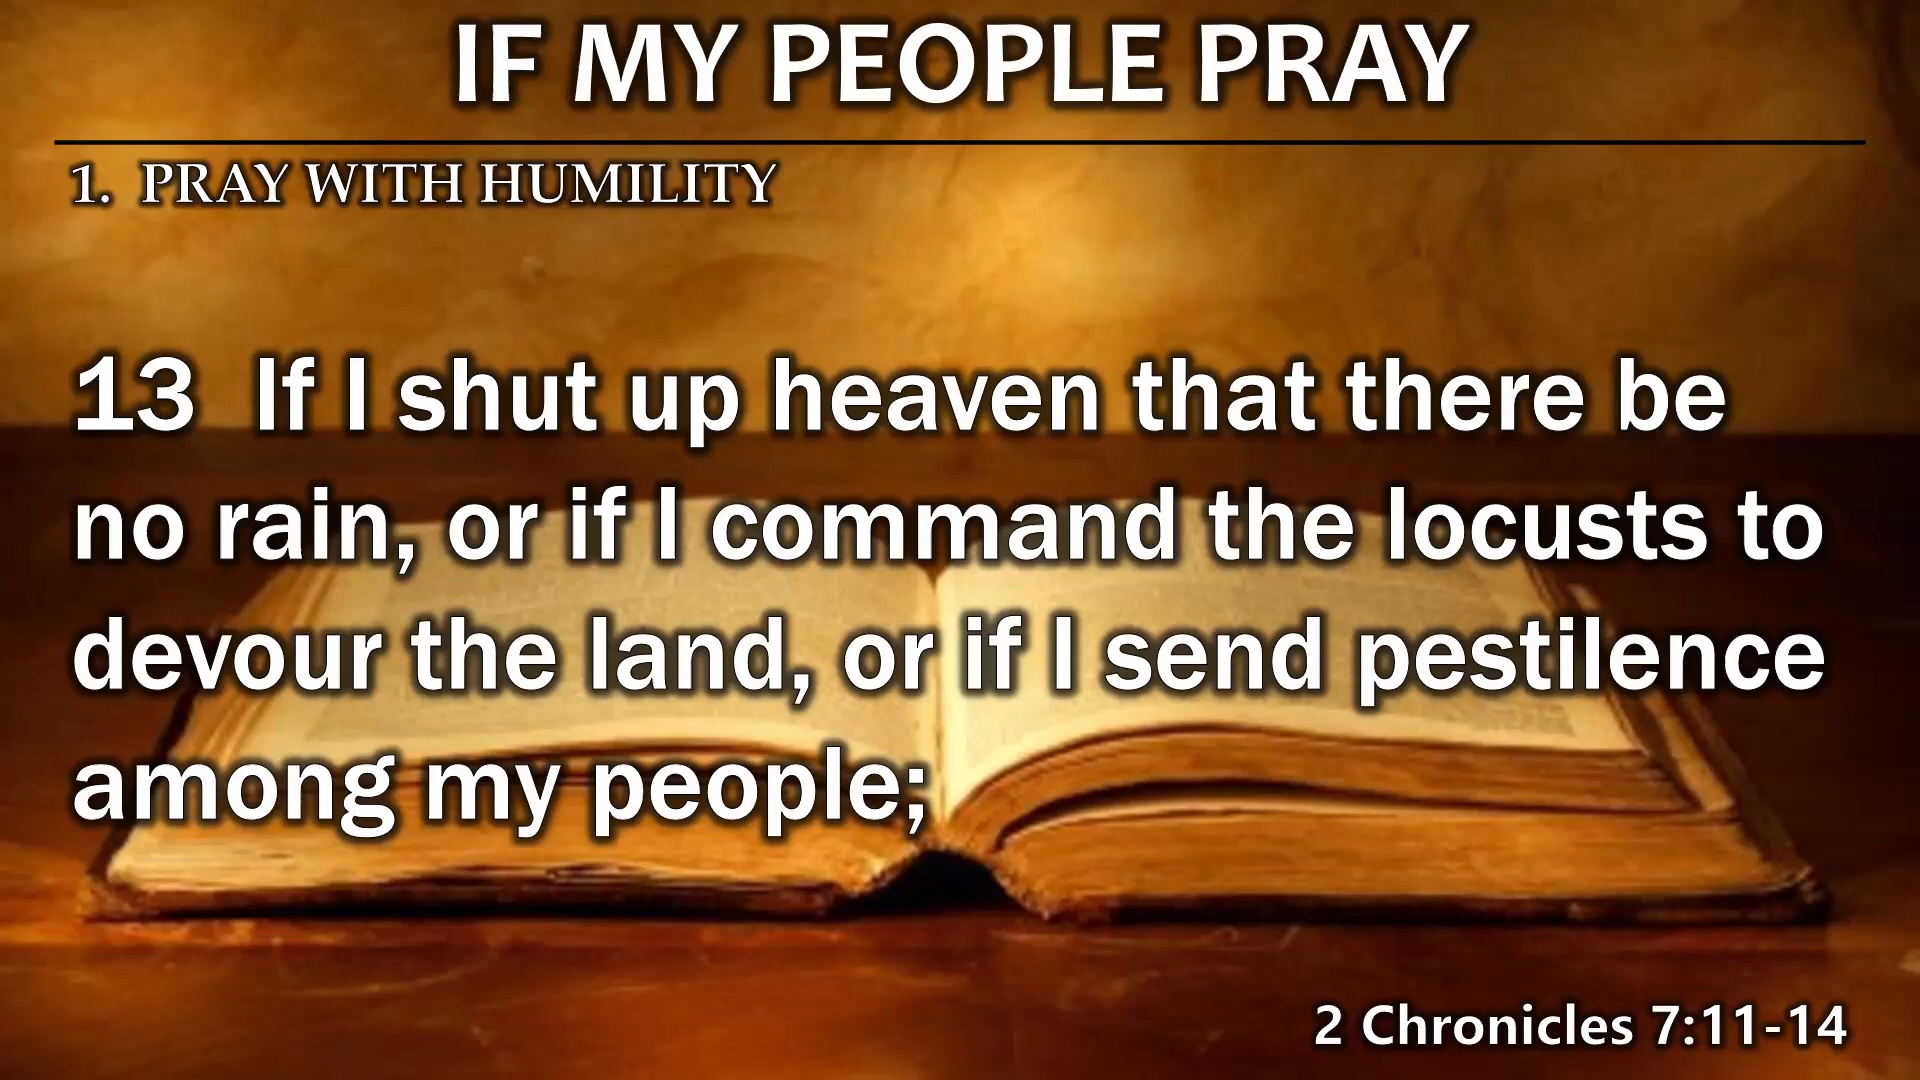 IF MY PEOPLE PRAY
1. PRAY WITH HUMILITY
13 If I shut up heaven that there be
no rain, or if I command the locusts to
devour the land, or if I send pestilence
among my people;
2 Chronicles 7:11-14